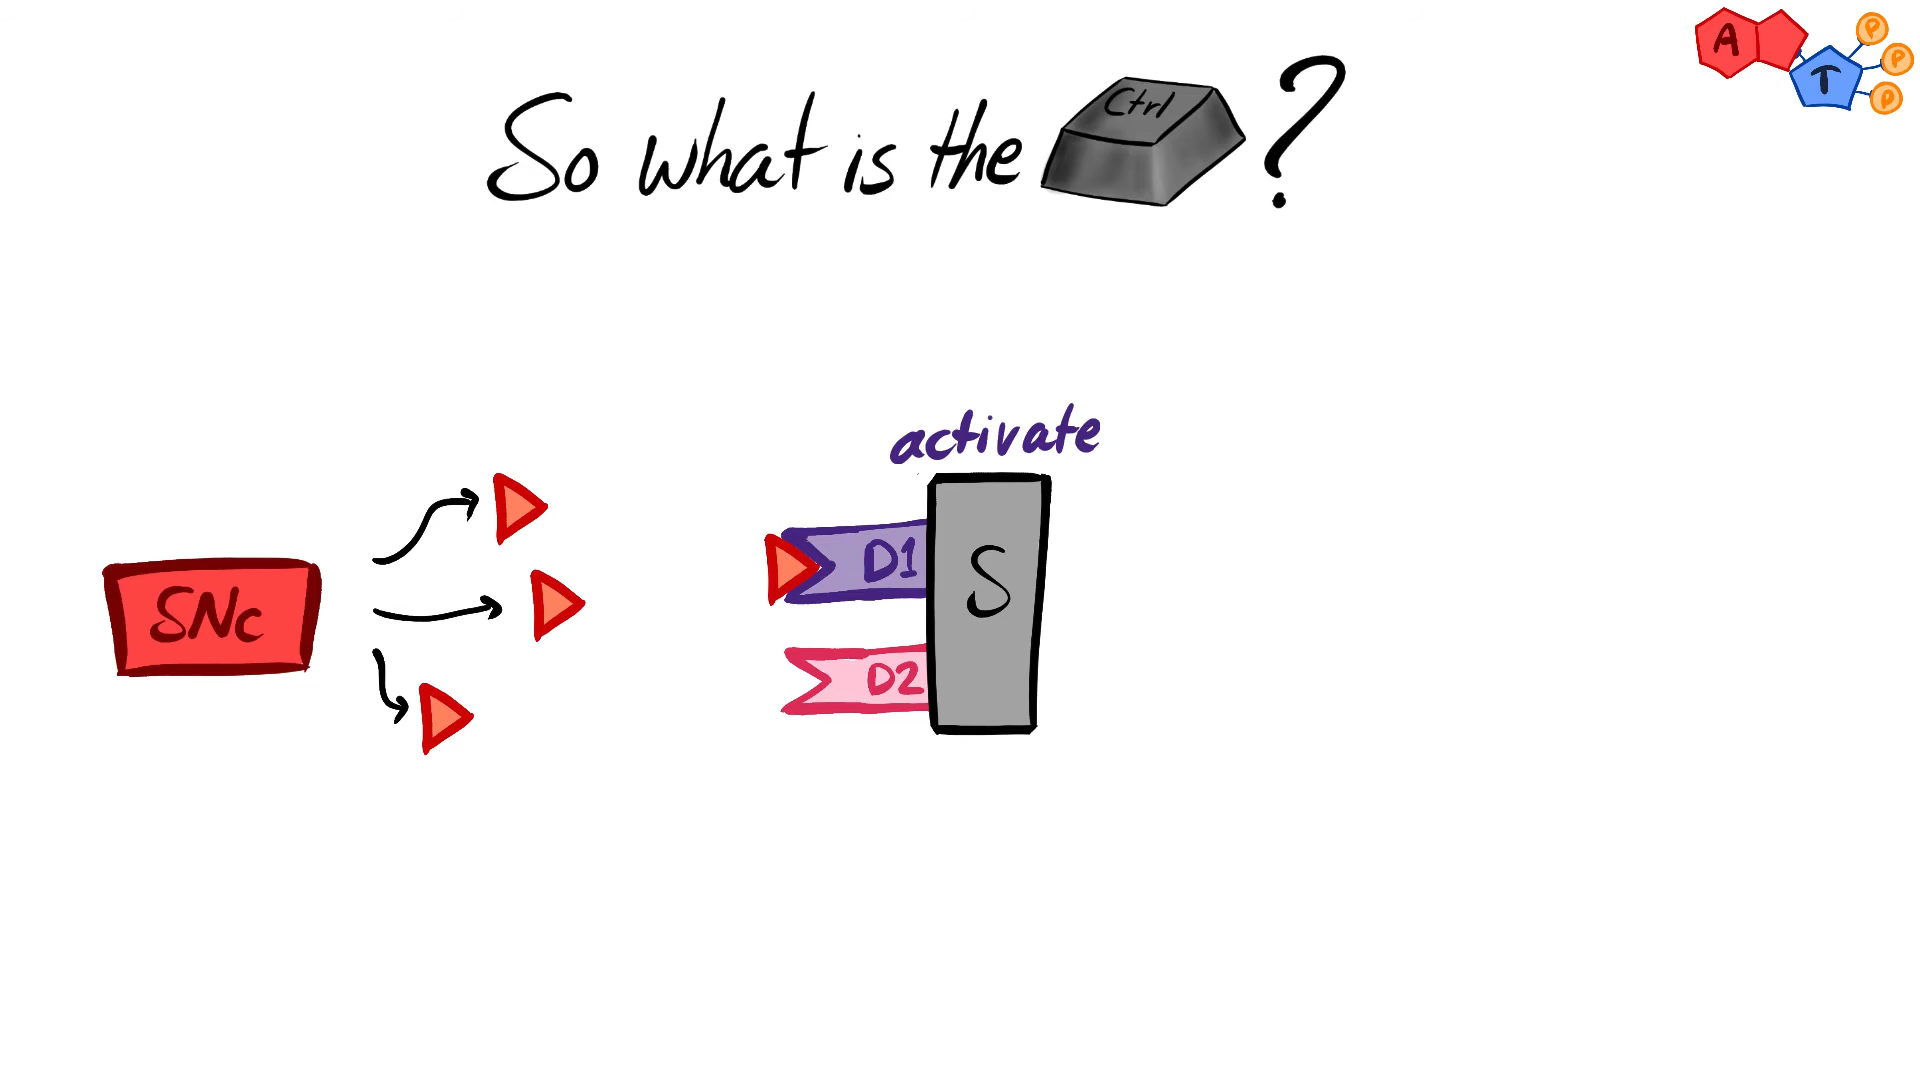 So what is the Ctrl ?
A T P P P
activate
SNc
D1
S
D2